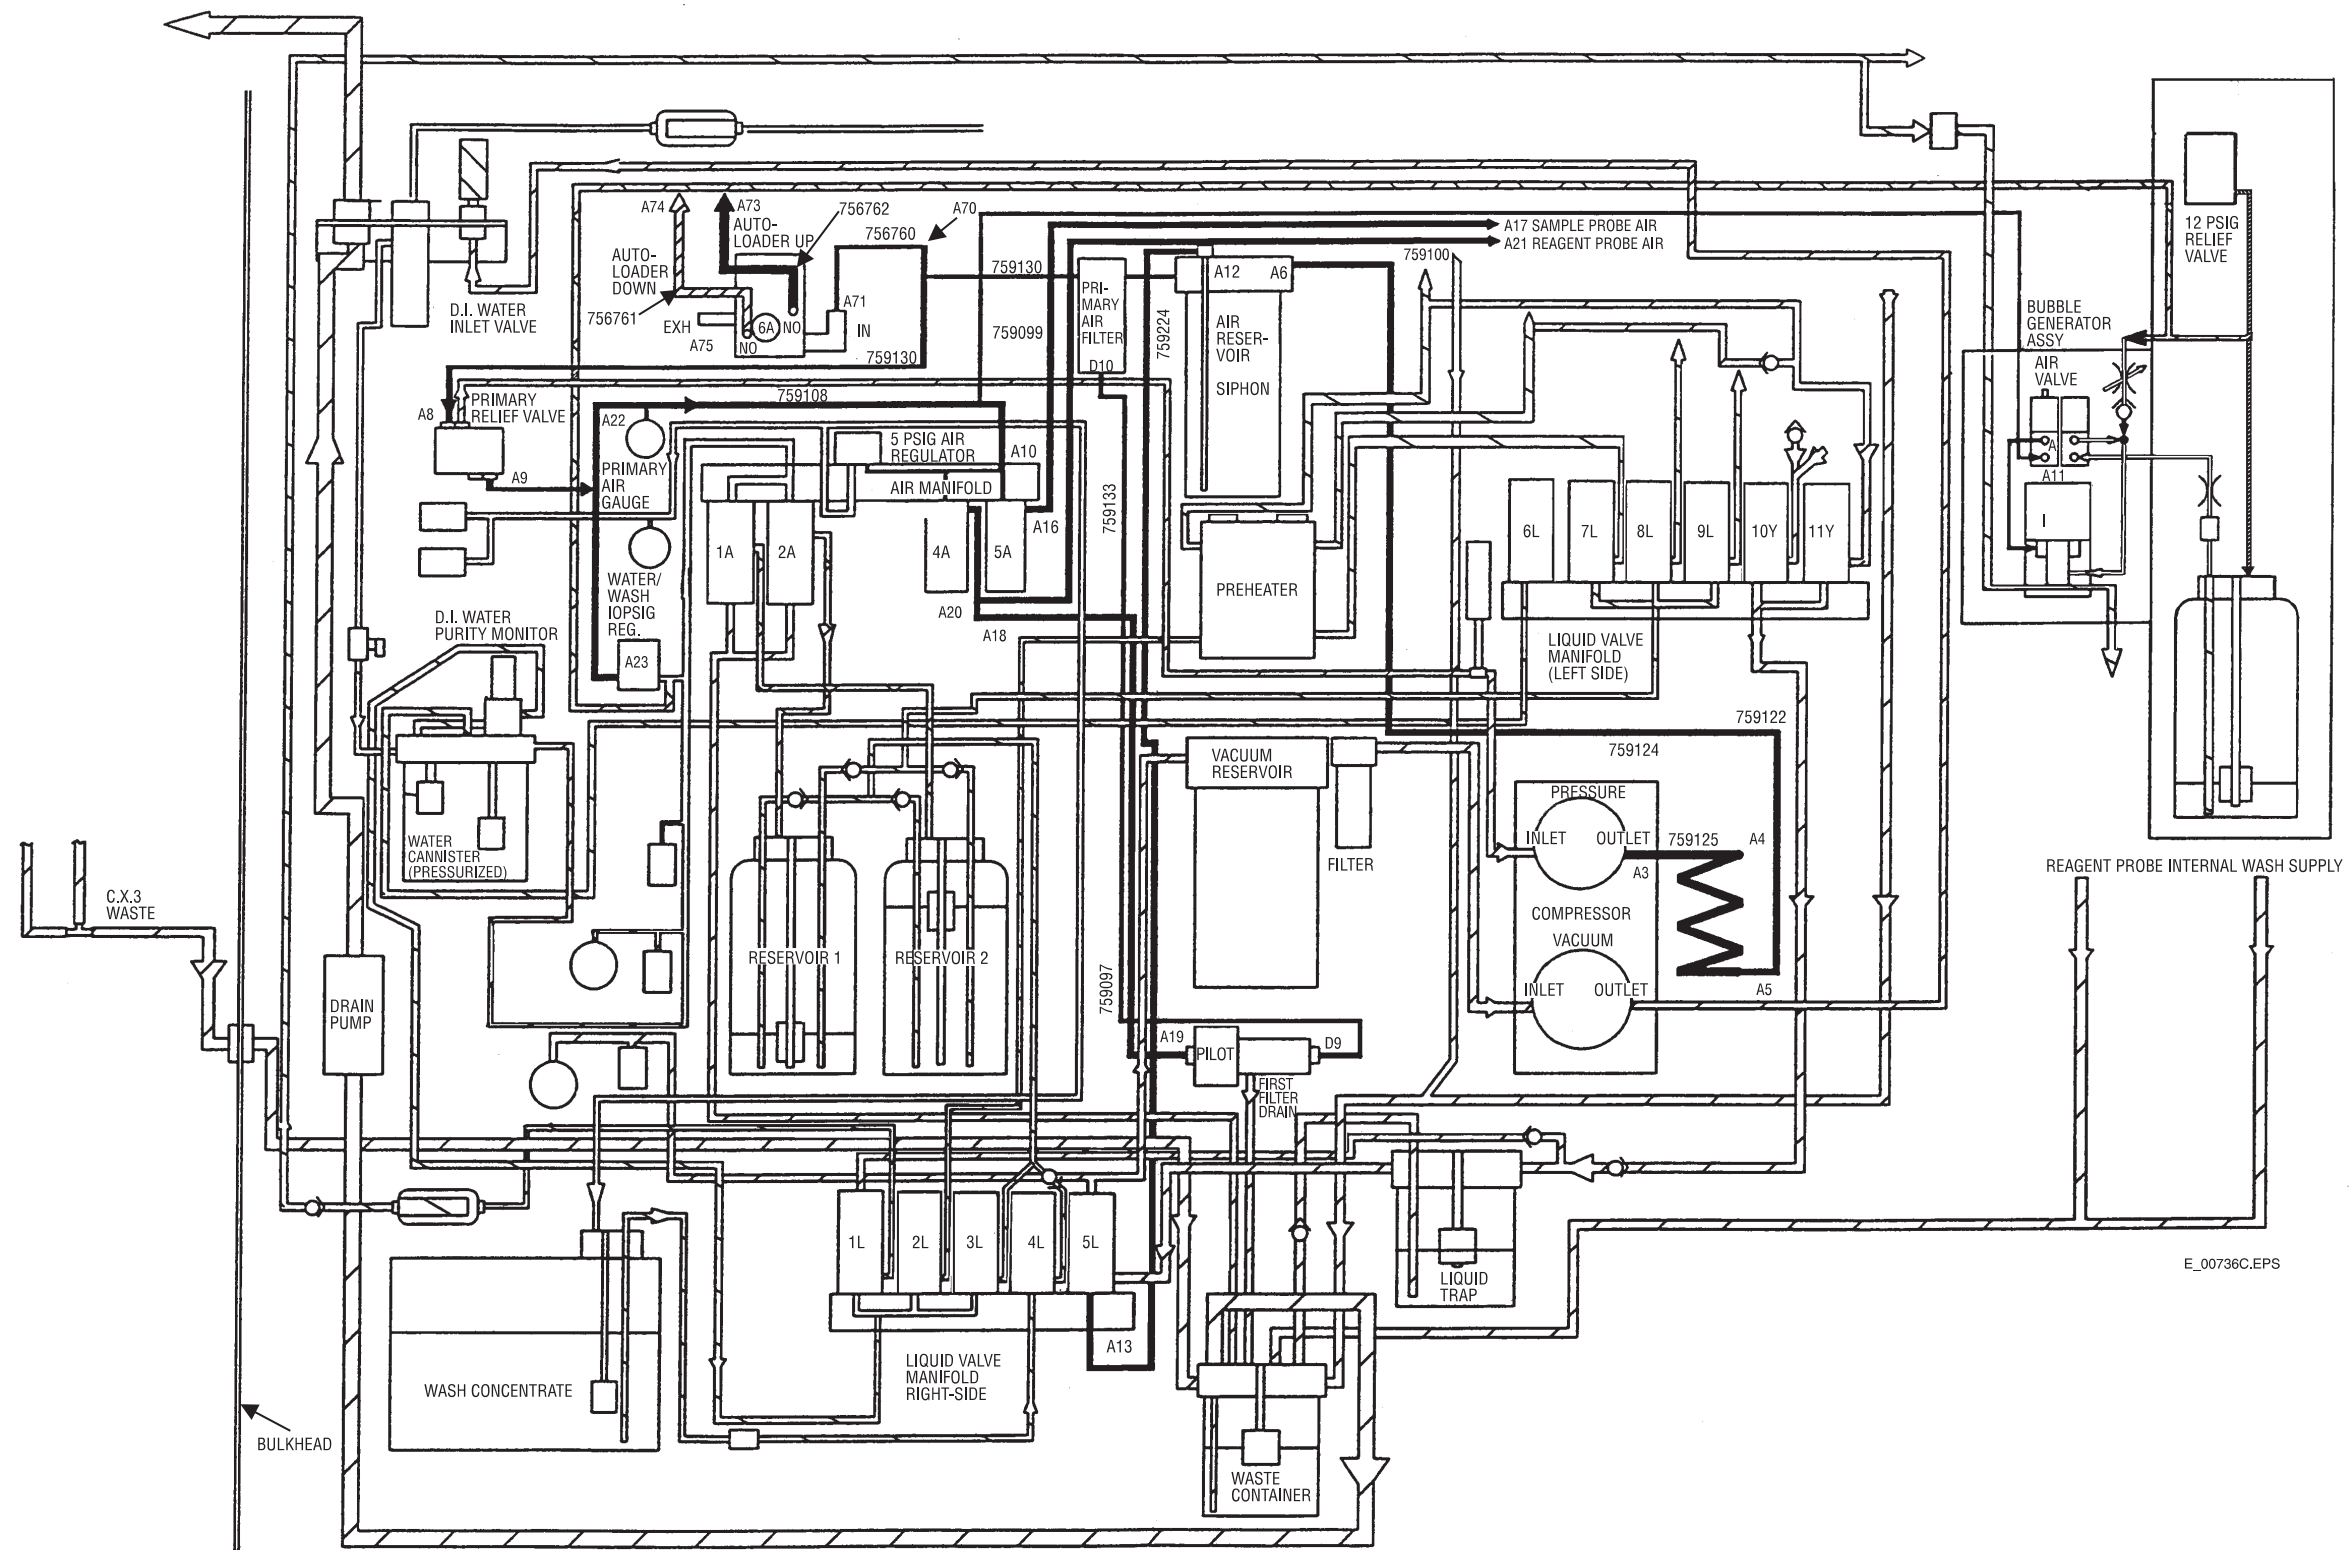 A74
A73
756762
AUTO-
LOADER UP
756760
A70
A17 SAMPLE PROBE AIR
A21 REAGENT PROBE AIR
12 PSIG
RELIEF
VALVE
AUTO-
LOADER
DOWN
756761
EXH
A75
NO
6A
NO
A71
IN
759130
759130
759099
PRI-
MARY
AIR
FILTER
D10
759224
A12
A6
AIR
RESER-
VOIR
SIPHON
759100
D.I. WATER
INLET VALVE
BUBBLE
GENERATOR
ASSY
AIR
VALVE
A
A11
I
A8
PRIMARY
RELIEF VALVE
A9
759108
A22
PRIMARY
AIR
GAUGE
5 PSIG AIR
REGULATOR
A10
AIR MANIFOLD
A16
1A
2A
4A
5A
A20
A18
759133
WATER/
WASH
IOPSIG
REG.
A23
PREHEATER
6L
7L
8L
9L
10Y
11Y
LIQUID VALVE
MANIFOLD
(LEFT SIDE)
D.I. WATER
PURITY MONITOR
759122
759124
WATER
CANNISTER
(PRESSURIZED)
VACUUM
RESERVOIR
FILTER
PRESSURE
INLET
OUTLET
759125
A4
A3
COMPRESSOR
VACUUM
INLET
OUTLET
A5
REAGENT PROBE INTERNAL WASH SUPPLY
C.X.3
WASTE
RESERVOIR 1
RESERVOIR 2
759097
DRAIN
PUMP
A19
PILOT
D9
FIRST
FILTER
DRAIN
1L
2L
3L
4L
5L
A13
LIQUID VALVE
MANIFOLD
RIGHT-SIDE
LIQUID
TRAP
E_00736C.EPS
WASH CONCENTRATE
BULKHEAD
WASTE
CONTAINER